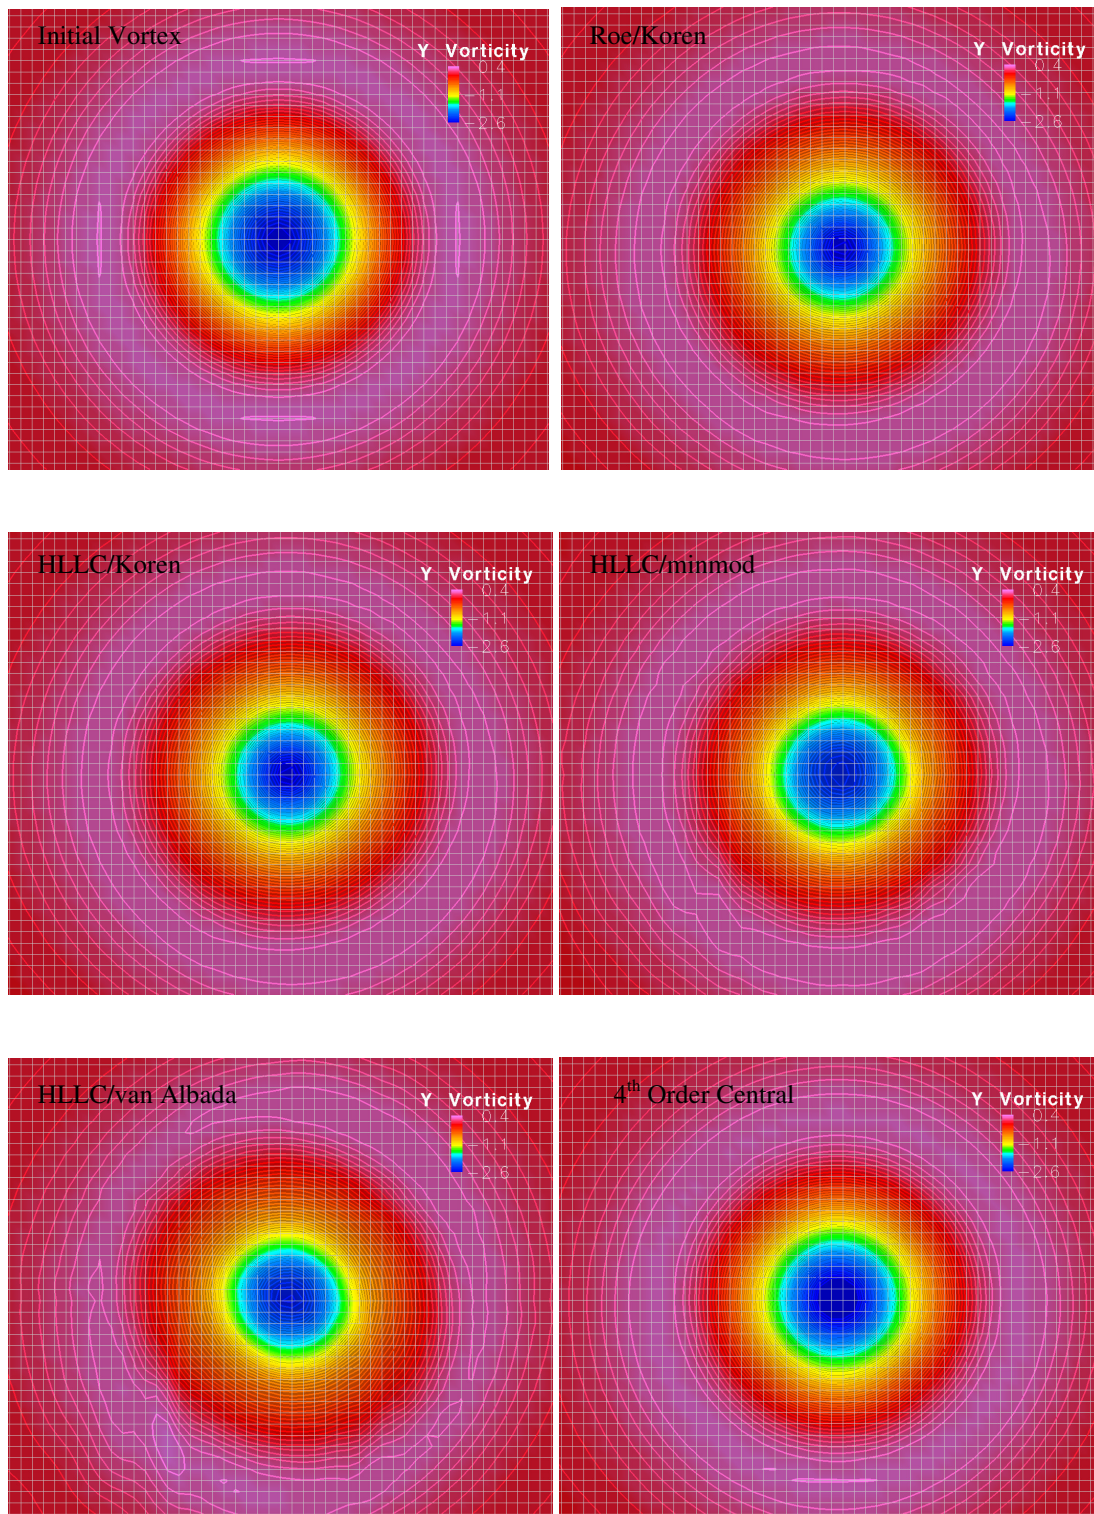 Initial Vortex
Y Vorticity
0.4
-1.1
-2.6
Roe/Koren
Y Vorticity
0.4
-1.1
-2.6
HLLC/Koren
Y Vorticity
0.4
-1.1
-2.6
HLLC/minmod
Y Vorticity
0.4
-1.1
-2.6
HLLC/van Albada
Y Vorticity
0.4
-1.1
-2.6
4th Order Central
Y Vorticity
0.4
-1.1
-2.6